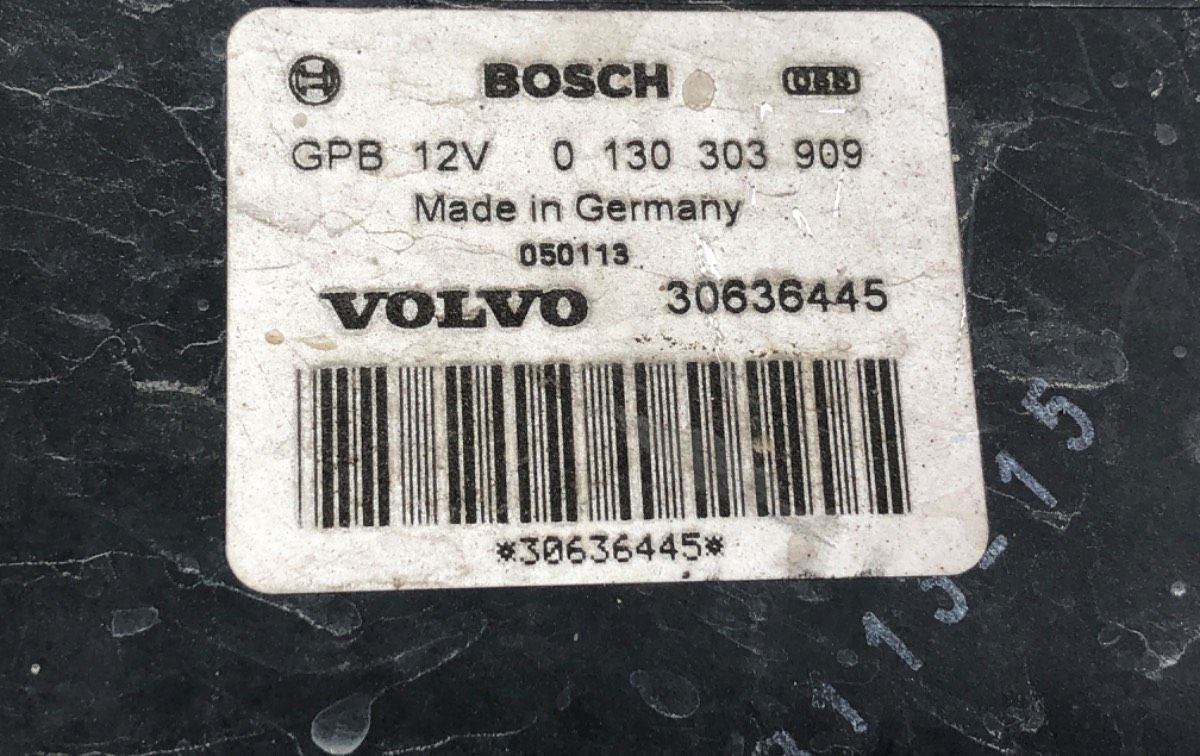 BOSCH
GPB 12V 0 130 303 909
Made in Germany
050113
VOLVO 30636445
*30636445*